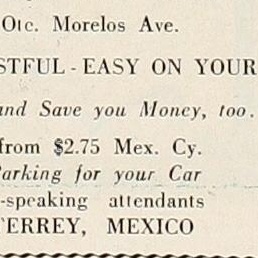 Otc. Morelos Ave.
STFUL - EASY ON YOUR
and Save you Money, too.
from $2.75 Mex. Cy.
Parking for your Car
-speaking attendants
TERREY, MEXICO